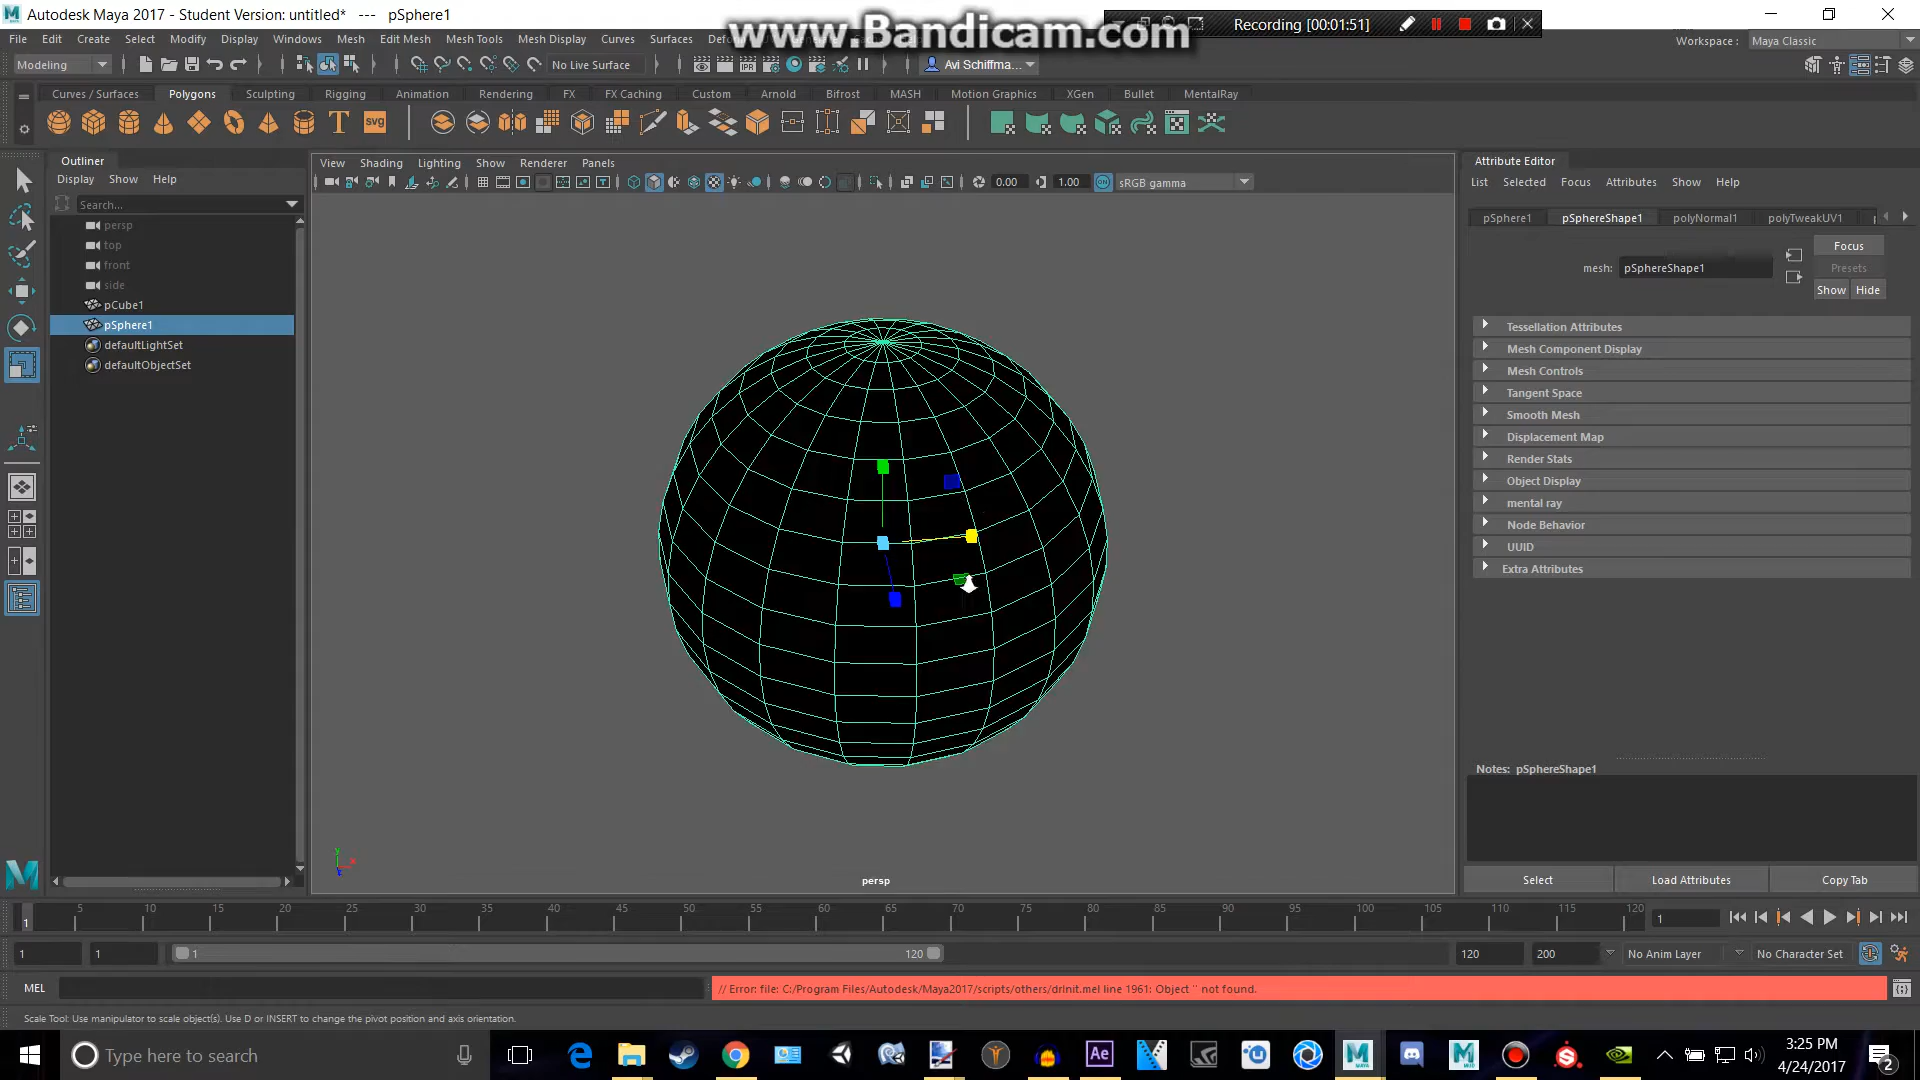 Autodesk Maya 2017 - Student Version: untitled* --- pSphere1
www.Bandicam.com
Recording [00:01:51]
File Edit Create Select Modify Display Windows Mesh Edit Mesh Mesh Tools Mesh Display Curves Surfaces
Workspace: Maya Classic
Modeling No Live Surface Avi Schiffma...
Curves / Surfaces Polygons Sculpting Rigging Animation Rendering FX FX Caching Custom Arnold Bifrost MASH Motion Graphics XGen Bullet MentalRay
T svg
Outliner
Display Show Help
Search...
persp
top
front
side
pCube1
pSphere1
defaultLightSet
defaultObjectSet
View Shading Lighting Show Renderer Panels
0.00 1.00 sRGB gamma
persp
Attribute Editor
List Selected Focus Attributes Show Help
pSphere1 pSphereShape1 polyNormal1 polyTweakUV1
Focus
mesh: pSphereShape1
Presets
Show Hide
Tessellation Attributes
Mesh Component Display
Mesh Controls
Tangent Space
Smooth Mesh
Displacement Map
Render Stats
Object Display
mental ray
Node Behavior
UUID
Extra Attributes
Notes: pSphereShape1
Select Load Attributes Copy Tab
1 5 10 15 20 25 30 35 40 45 50 55 60 65 70 75 80 85 90 95 100 105 110 115 120 1
1 1 1 120 120 200 No Anim Layer No Character Set
MEL // Error: file: C:/Program Files/Autodesk/Maya2017/scripts/others/drInit.mel line 1961: Object '' not found.
Scale Tool: Use manipulator to scale object(s). Use D or INSERT to change the pivot position and axis orientation.
Type here to search
3:25 PM
4/24/2017
2